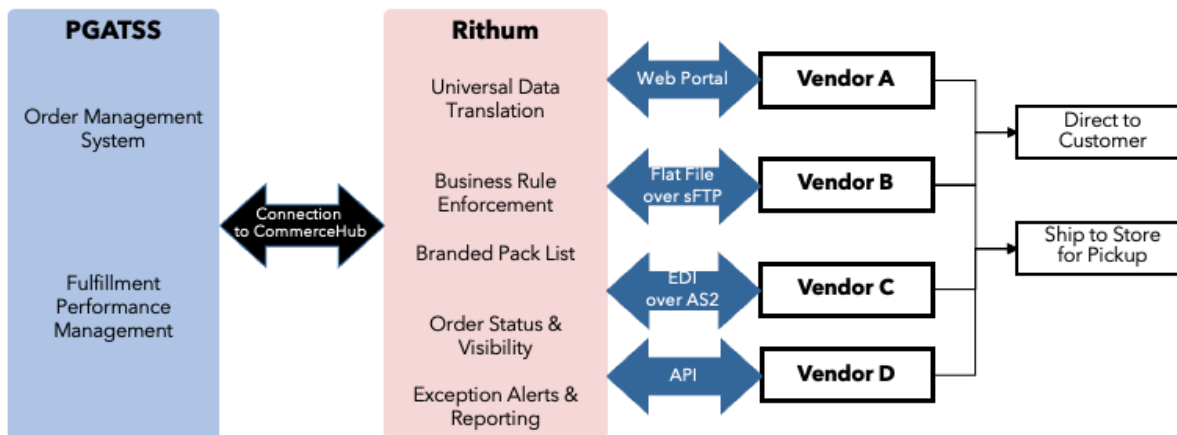 PGATSS
Order Management
System
Fulfillment
Performance
Management
Connection
to CommerceHub
Rithum
Universal Data
Translation
Business Rule
Enforcement
Branded Pack List
Order Status &
Visibility
Exception Alerts &
Reporting
Web Portal
Flat File
over sFTP
EDI
over AS2
API
Vendor A
Vendor B
Vendor C
Vendor D
Direct to
Customer
Ship to Store
for Pickup